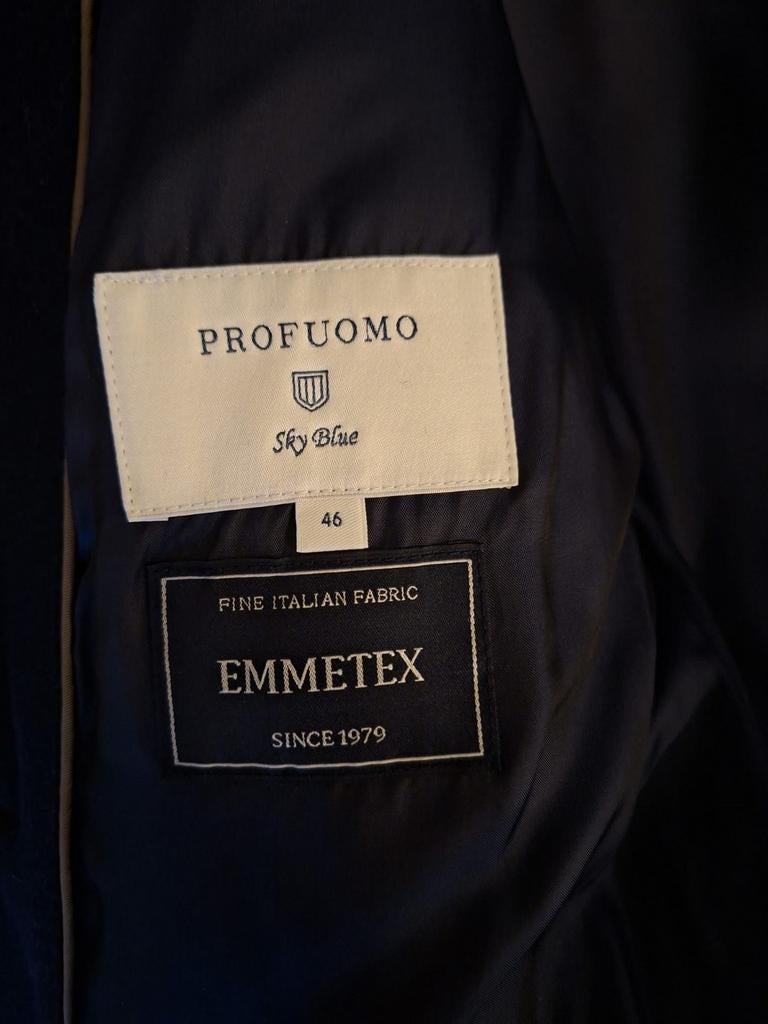 PROFUOMO
Sky Blue
46
FINE ITALIAN FABRIC
EMMETEX
SINCE 1979